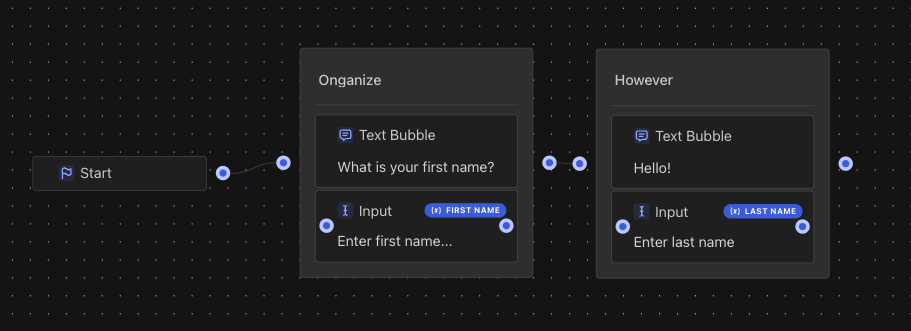 Start
Onganize
Text Bubble
What is your first name?
Input
(x) FIRST NAME
Enter first name...
However
Text Bubble
Hello!
Input
(x) LAST NAME
Enter last name